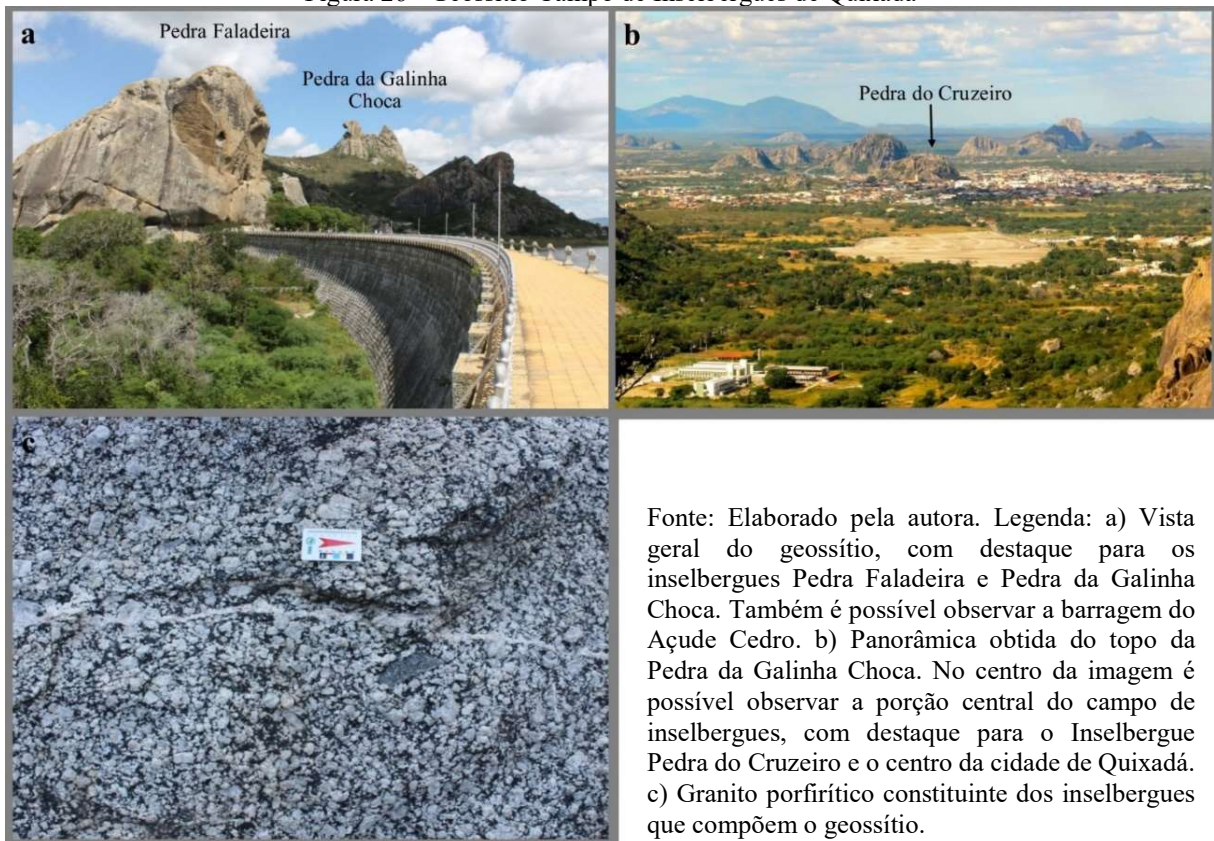 a
Pedra Faladeira
Pedra da Galinha
Choca
b
Pedra do Cruzeiro
c
Fonte: Elaborado pela autora. Legenda: a) Vista
geral do geossítio, com destaque para os
inselbergues Pedra Faladeira e Pedra da Galinha
Choca. Também é possível observar a barragem do
Açude Cedro. b) Panorâmica obtida do topo da
Pedra da Galinha Choca. No centro da imagem é
possível observar a porção central do campo de
inselbergues, com destaque para o Inselbergue
Pedra do Cruzeiro e o centro da cidade de Quixadá.
c) Granito porfirítico constituinte dos inselbergues
que compõem o geossítio.